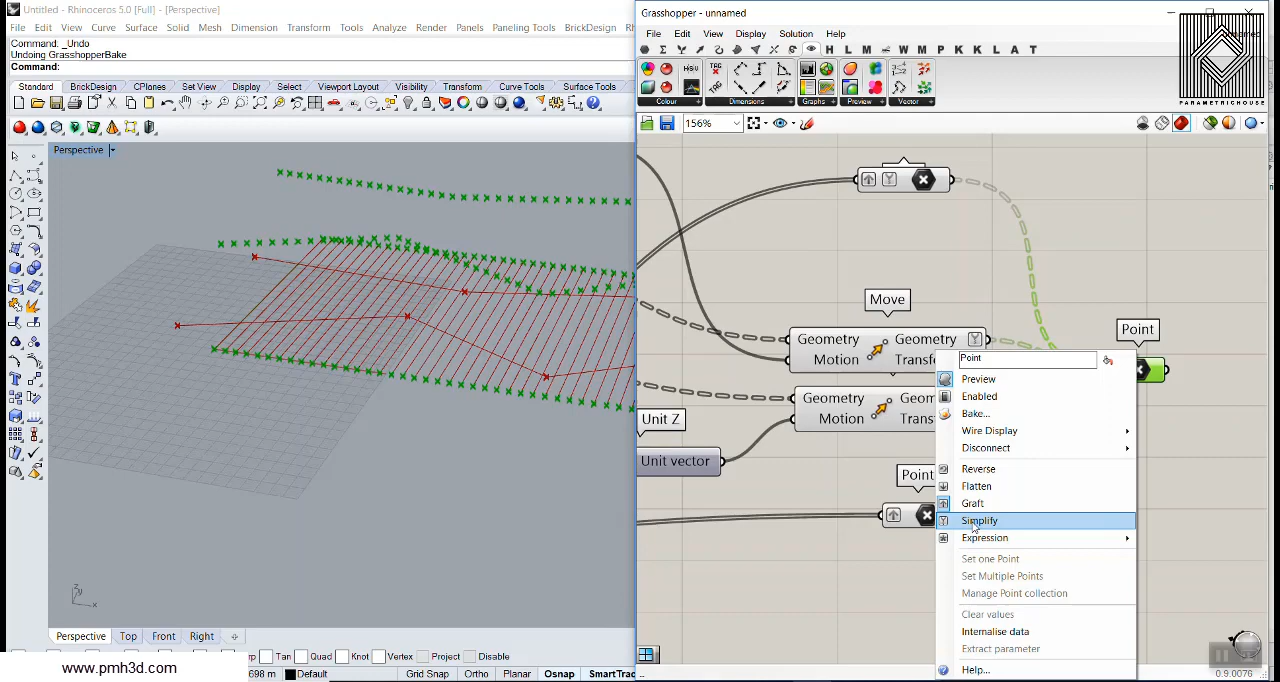 Untitled - Rhinoceros 5.0 [Full] - [Perspective]
File Edit View Curve Surface Solid Mesh Dimension Transform Tools Analyze Render Panels Paneling Tools BrickDesign
Command: _Undo
Undoing GrasshopperBake
Command:
Standard BrickDesign CPlanes Set View Display Select Viewport Layout Visibility Transform Curve Tools Surface Tools
Perspective
Perspective Top Front Right
Tan Quad Knot Vertex Project Disable
www.pmh3d.com
698 m Default Grid Snap Ortho Planar Osnap SmartTrac
Grasshopper - unnamed
File Edit View Display Solution Help
H L M W M P K K L A T
Colour Dimensions Graphs Preview Vector
PARAMETRICHOUSE
156%
Move
Geometry Geometry
Motion Transf
Geometry Geom
Motion Trans
Unit Z
Unit vector
Point
Point
Point
Preview
Enabled
Bake...
Wire Display
Disconnect
Reverse
Flatten
Graft
Simplify
Expression
Set one Point
Set Multiple Points
Manage Point collection
Clear values
Internalise data
Extract parameter
Help...
0.9.0076